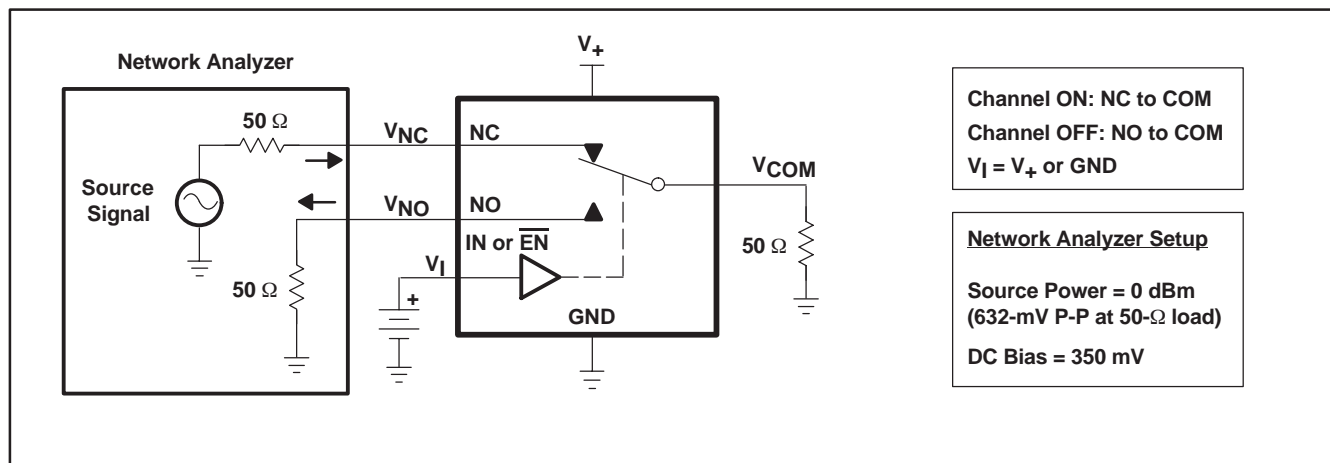 Network Analyzer
50 Ω
Source
Signal
50 Ω
V+
VNC
NC
VNO
NO
IN or E̅N̅
VI
+
GND
VCOM
50 Ω
Channel ON: NC to COM
Channel OFF: NO to COM
VI = V+ or GND
Network Analyzer Setup
Source Power = 0 dBm
(632-mV P-P at 50-Ω load)
DC Bias = 350 mV